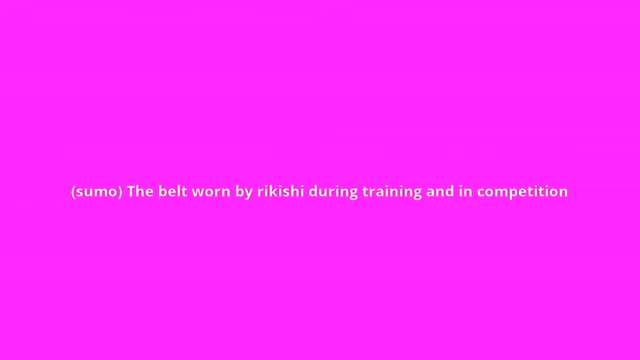 (sumo) The belt worn by rikishi during training and in competition